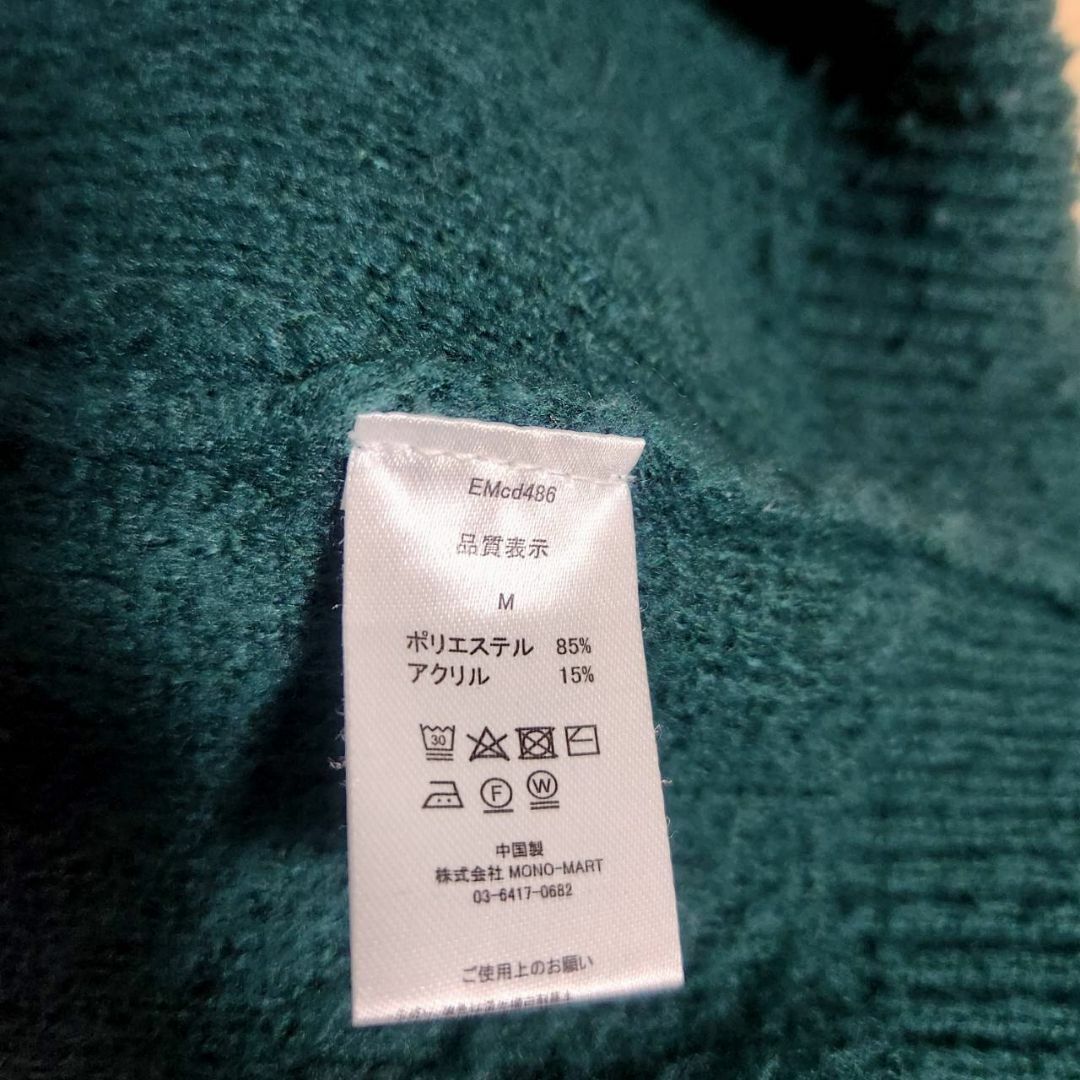 EMcd486
品質表示
M
ポリエステル 85%
アクリル 15%
30
F W
中国製
株式会社 MONO-MART
03-6417-0682
ご使用上のお願い